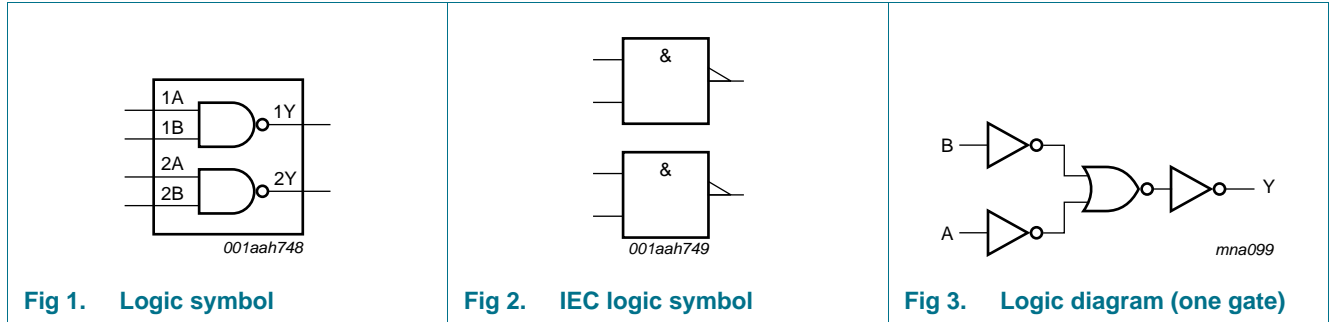 1A
1B
1Y
2A
2B
2Y
001aah748
Fig 1. Logic symbol
&
&
001aah749
Fig 2. IEC logic symbol
B
A
Y
mna099
Fig 3. Logic diagram (one gate)